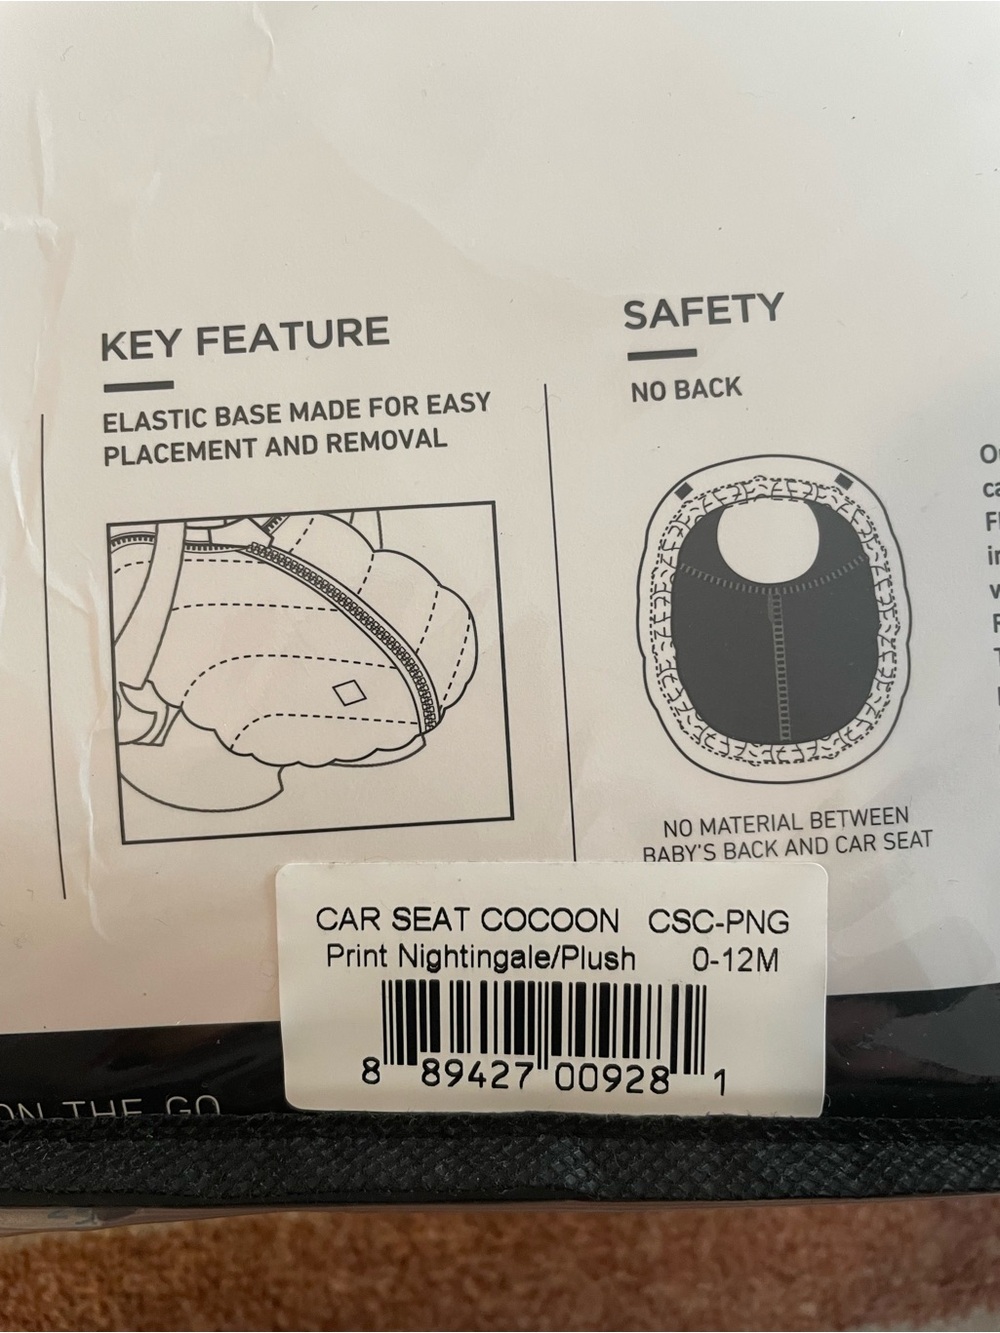 KEY FEATURE
ELASTIC BASE MADE FOR EASY
PLACEMENT AND REMOVAL
SAFETY
NO BACK
NO MATERIAL BETWEEN
BABY'S BACK AND CAR SEAT
CAR SEAT COCOON CSC-PNG
Print Nightingale/Plush 0-12M
8 89427 00928 1
ON THE GO